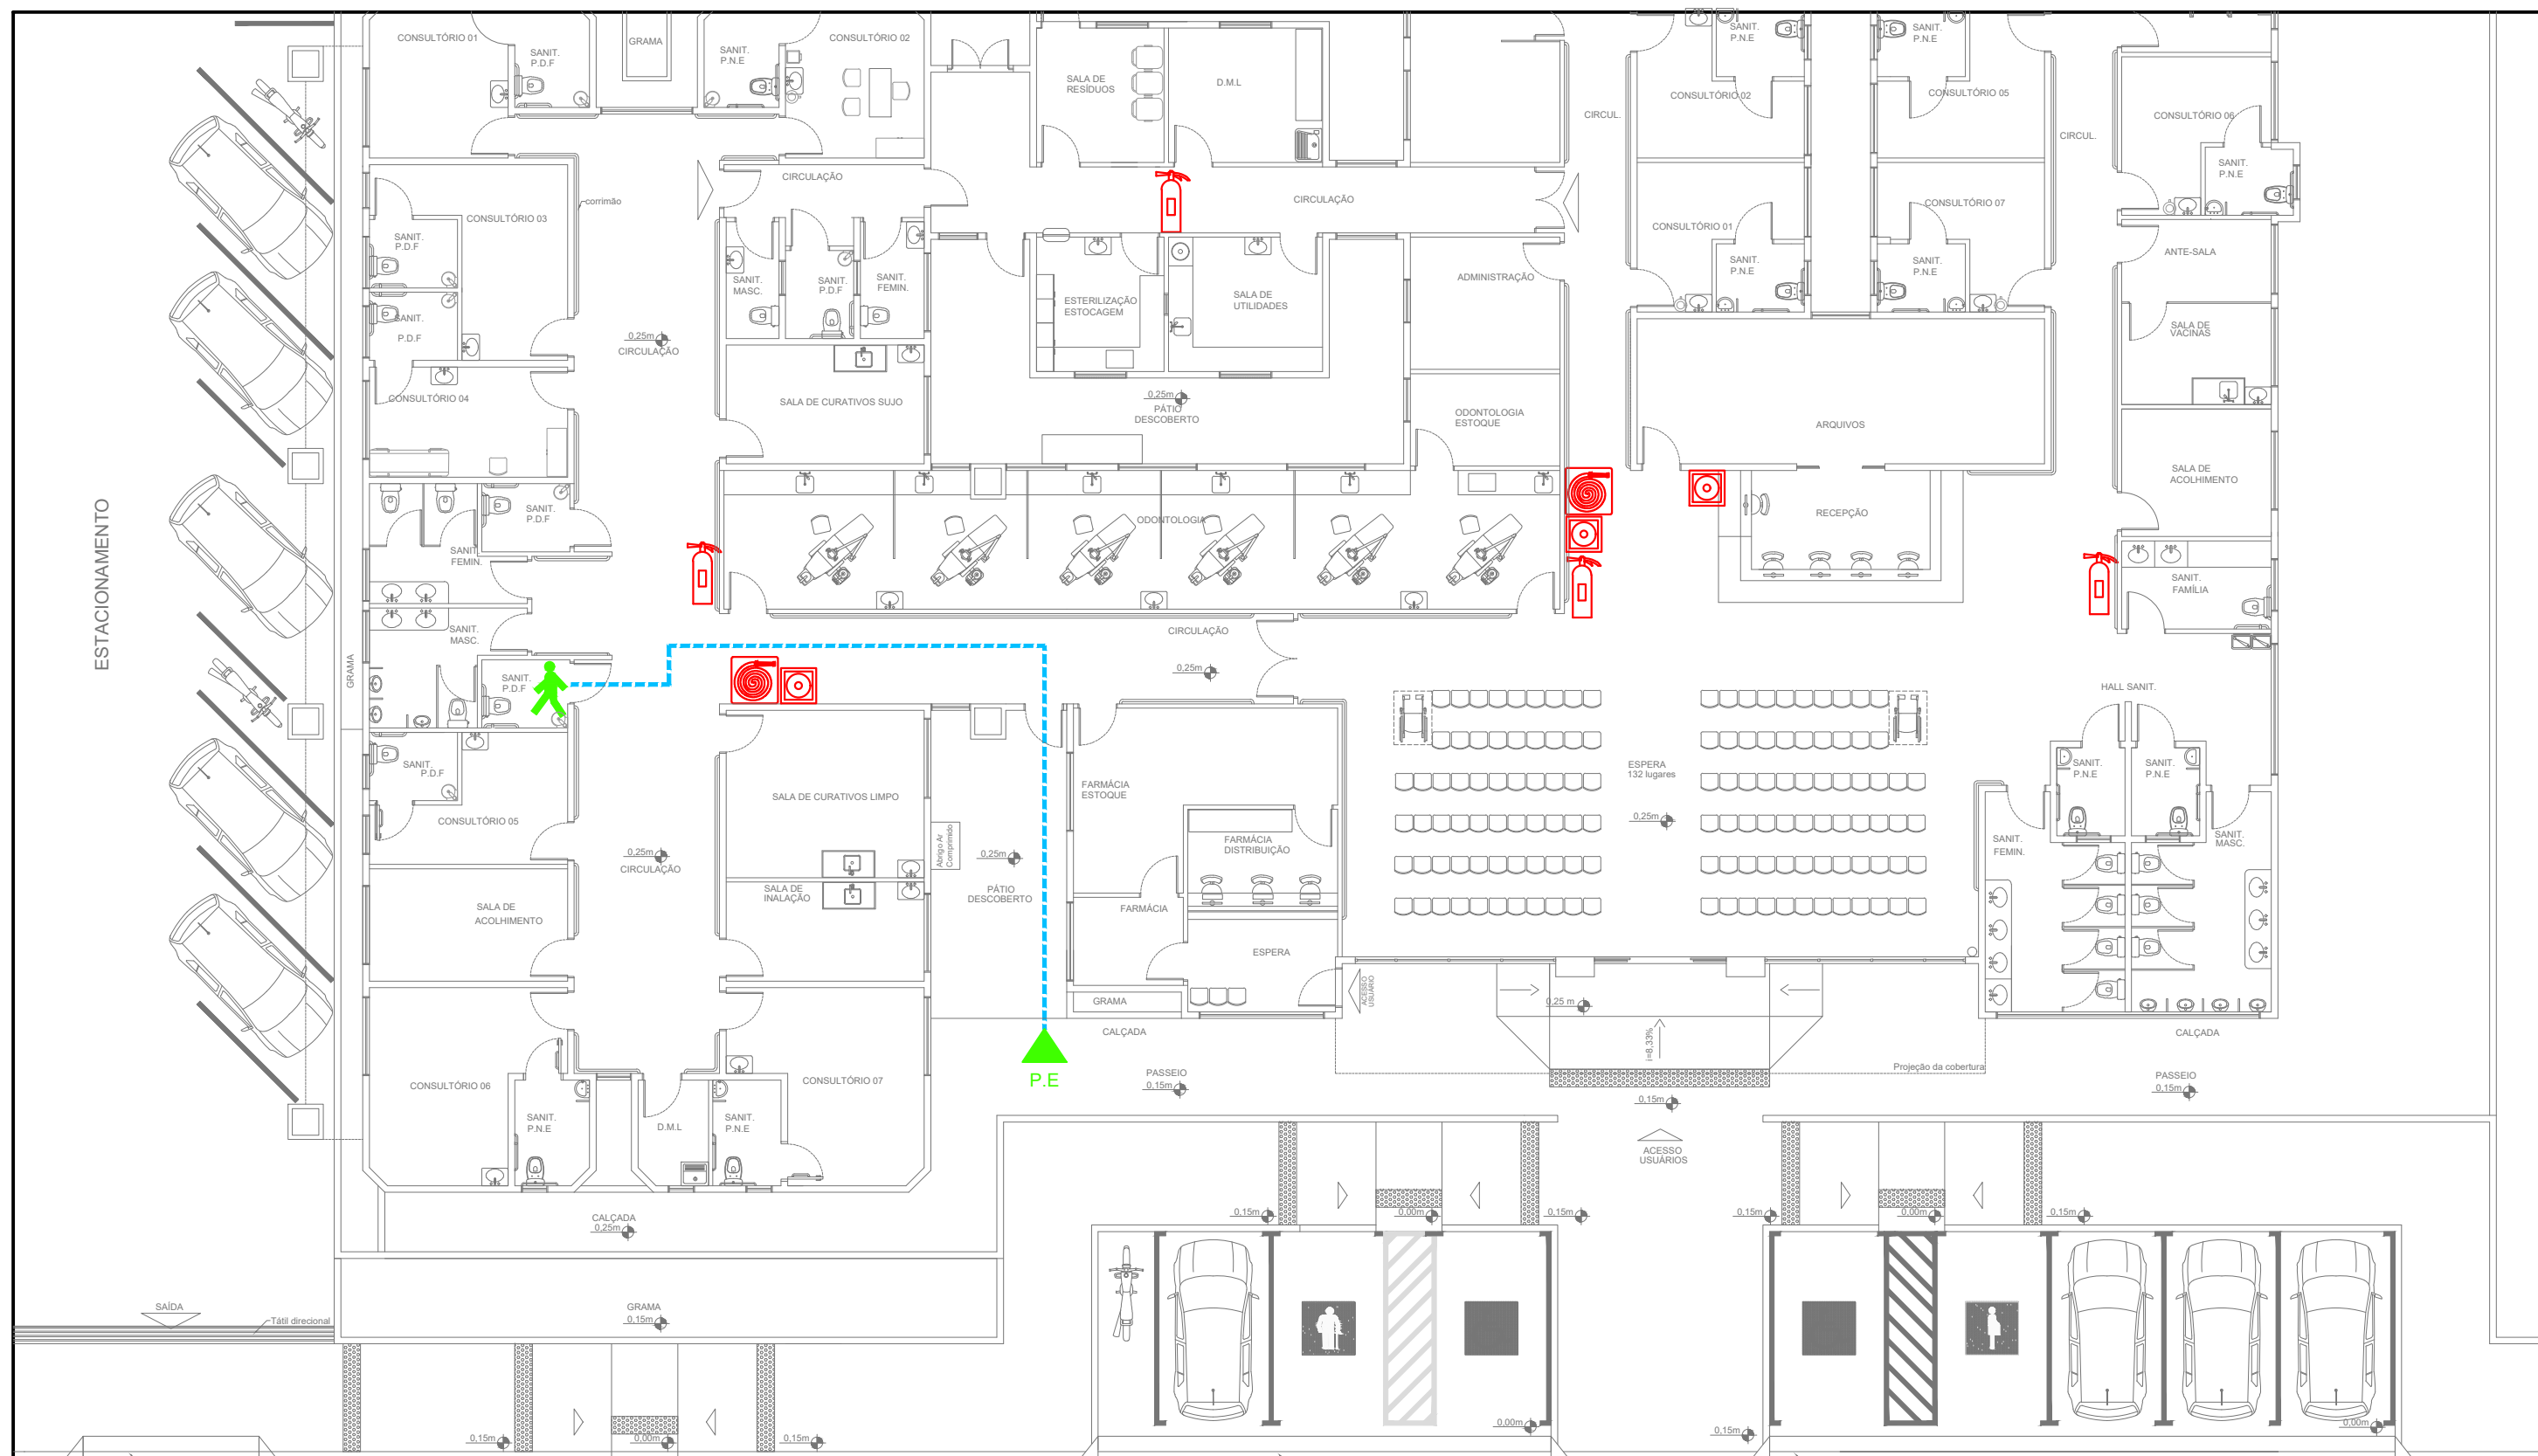 CONSULTÓRIO 01
SANIT.
P.D.F
GRAMA
SANIT.
P.N.E
CONSULTÓRIO 02
SALA DE
RESÍDUOS
D.M.L
CIRCUL.
SANIT.
P.N.E
CONSULTÓRIO 02
SANIT.
P.N.E
CONSULTÓRIO 05
CIRCUL.
CONSULTÓRIO 06
SANIT.
P.N.E
CONSULTÓRIO 03
corrimão
CIRCULAÇÃO
CIRCULAÇÃO
CONSULTÓRIO 01
CONSULTÓRIO 07
SANIT.
P.D.F
SANIT.
P.D.F
SANIT.
MASC.
SANIT.
P.D.F
SANIT.
FEMIN.
ESTERILIZAÇÃO
ESTOCAGEM
SALA DE
UTILIDADES
ADMINISTRAÇÃO
SANIT.
P.N.E
SANIT.
P.N.E
ANTE-SALA
0,25m
CIRCULAÇÃO
SALA DE
VACINAS
CONSULTÓRIO 04
SALA DE CURATIVOS SUJO
0,25m
PÁTIO
DESCOBERTO
ODONTOLOGIA
ESTOQUE
ARQUIVOS
SALA DE
ACOLHIMENTO
ESTACIONAMENTO
SANIT.
P.D.F
SANIT.
FEMIN.
ODONTOLOGIA
RECEPÇÃO
SANIT.
FAMÍLIA
SANIT.
MASC.
CIRCULAÇÃO
0,25m
GRAMA
SANIT.
P.D.F
HALL SANIT.
SANIT.
P.D.F
CONSULTÓRIO 05
SALA DE CURATIVOS LIMPO
FARMÁCIA
ESTOQUE
ESPERA
132 lugares
0,25m
SANIT.
P.N.E
SANIT.
P.N.E
SANIT.
FEMIN.
SANIT.
MASC.
0,25m
CIRCULAÇÃO
Abrigo Ar
Comprimido
0,25m
PÁTIO
DESCOBERTO
FARMÁCIA
DISTRIBUIÇÃO
SALA DE
INALAÇÃO
SALA DE
ACOLHIMENTO
FARMÁCIA
ESPERA
ACESSO
USUÁRIO
GRAMA
CALÇADA
0,25 m
i=8,33%
CALÇADA
Projeção da cobertura
P.E
PASSEIO
0,15m
PASSEIO
0,15m
CONSULTÓRIO 06
CONSULTÓRIO 07
SANIT.
P.N.E
D.M.L
SANIT.
P.N.E
0,15m
ACESSO
USUÁRIOS
CALÇADA
0,25m
0,15m
0,00m
0,15m
0,15m
0,00m
0,15m
SAÍDA
Tátil direcional
GRAMA
0,15m
0,15m
0,00m
0,15m
0,00m
0,15m
0,00m